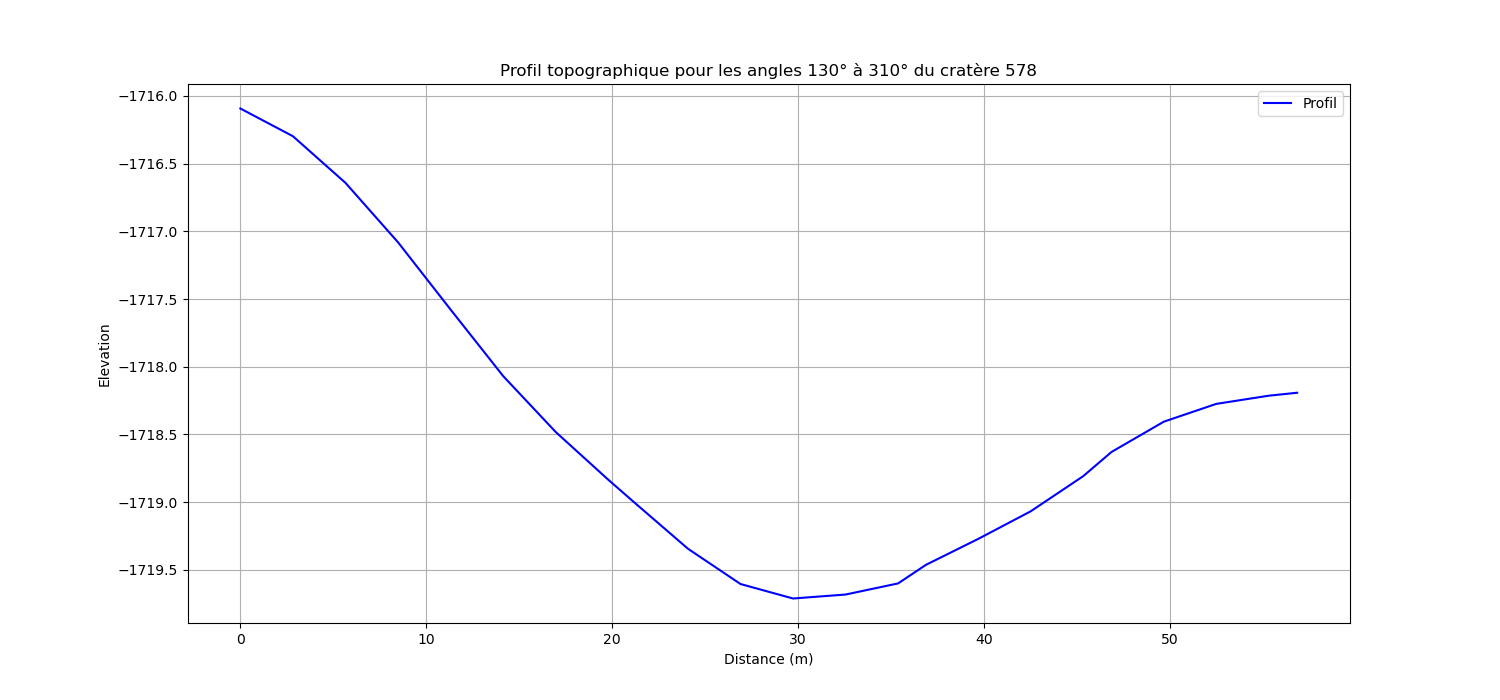 Profil topographique pour les angles 130° à 310° du cratère 578
Profil
−1716.0
−1716.5
−1717.0
−1717.5
−1718.0
−1718.5
−1719.0
−1719.5
Elevation
0 10 20 30 40 50
Distance (m)